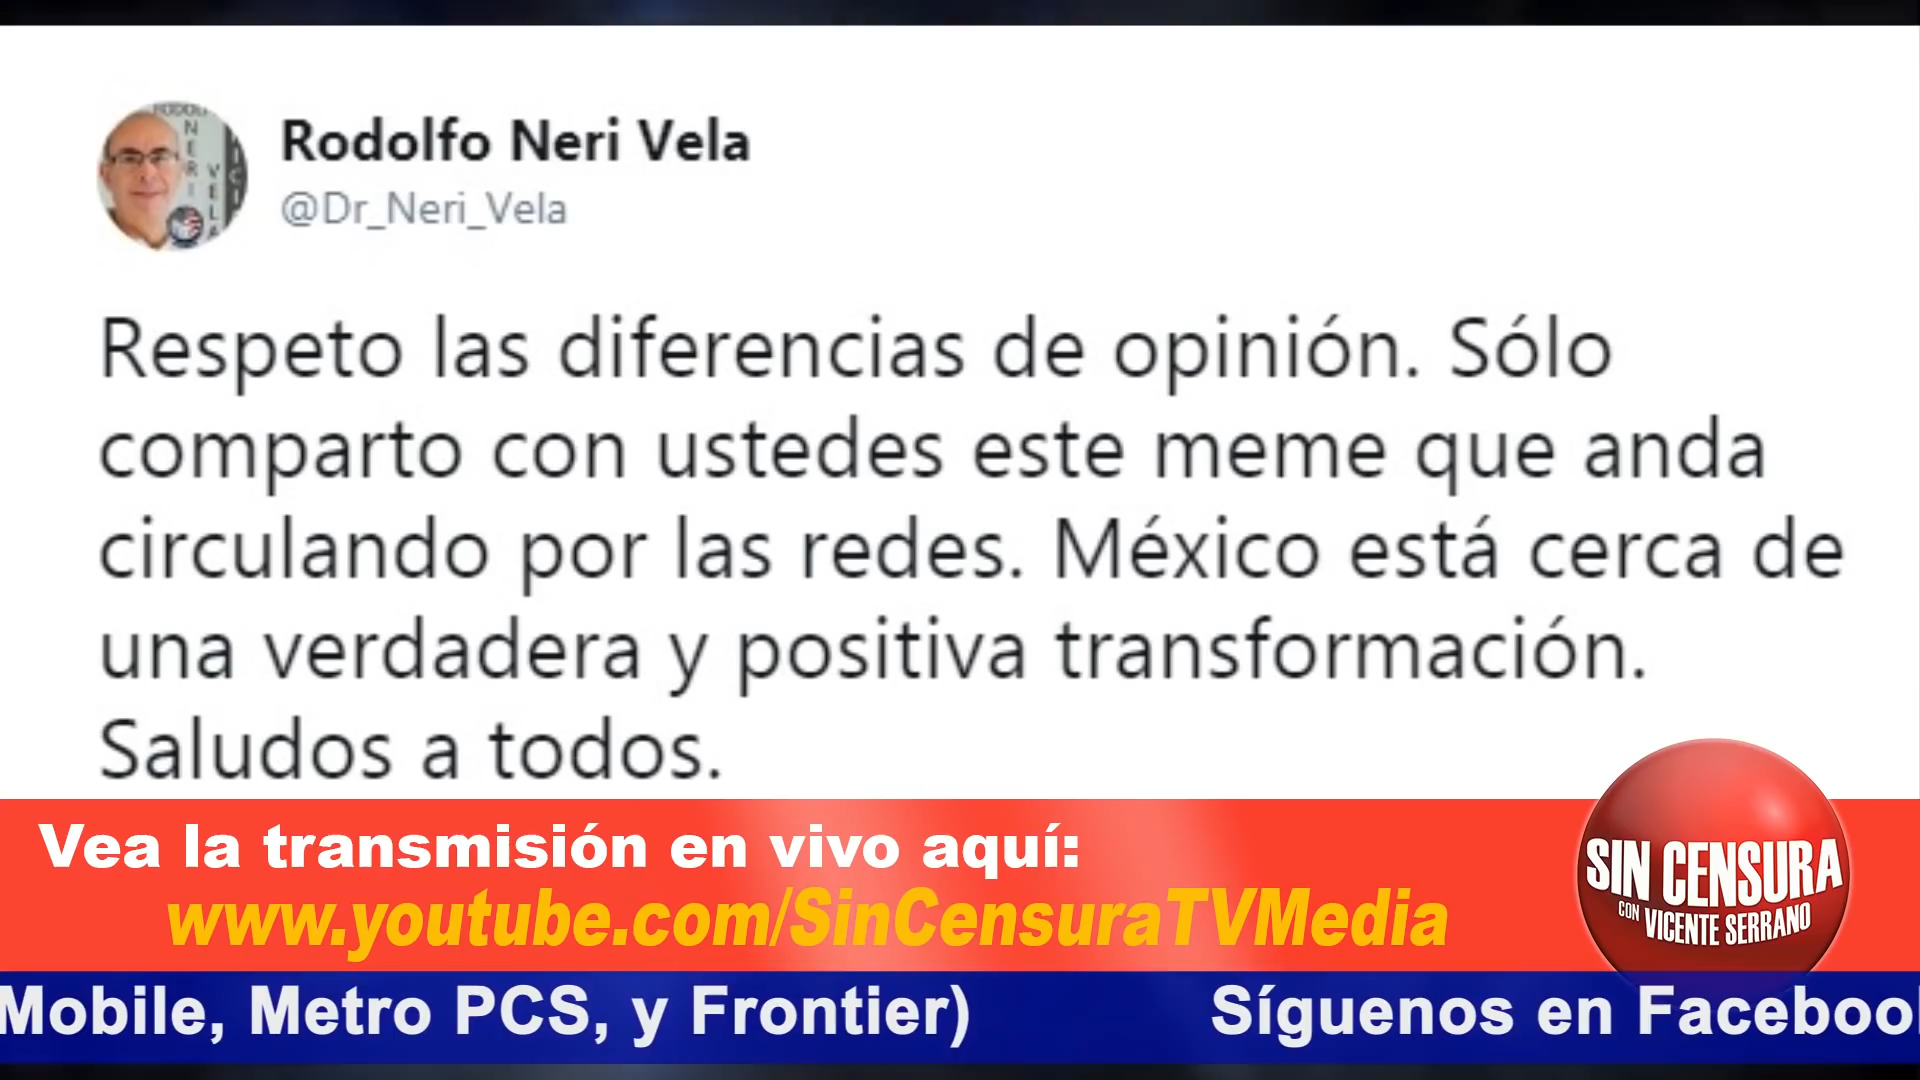 Rodolfo Neri Vela
@Dr_Neri_Vela
Respeto las diferencias de opinión. Sólo
comparto con ustedes este meme que anda
circulando por las redes. México está cerca de
una verdadera y positiva transformación.
Saludos a todos.
Vea la transmisión en vivo aquí:
www.youtube.com/SinCensuraTVMedia
SIN CENSURA
CON VICENTE SERRANO
Mobile, Metro PCS, y Frontier)
Síguenos en Facebook